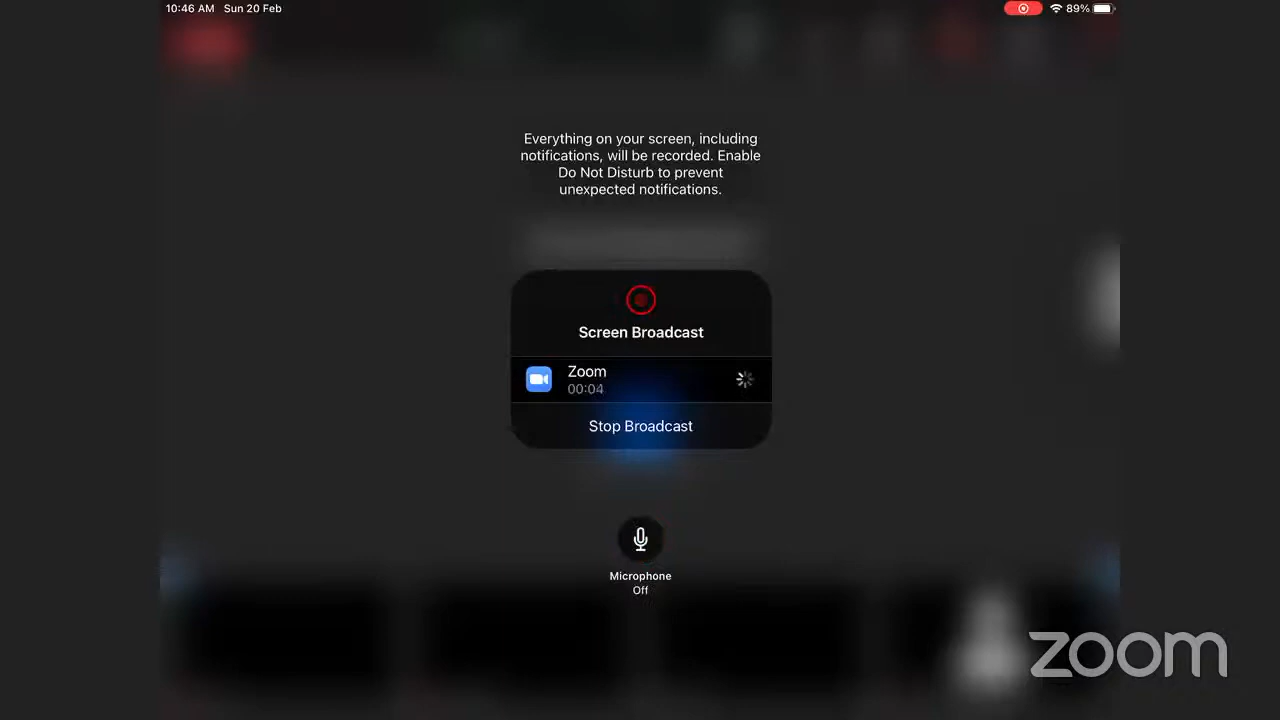 10:46 AM Sun 20 Feb
89%
Everything on your screen, including
notifications, will be recorded. Enable
Do Not Disturb to prevent
unexpected notifications.
Screen Broadcast
Zoom
00:04
Stop Broadcast
Microphone
Off
zoom